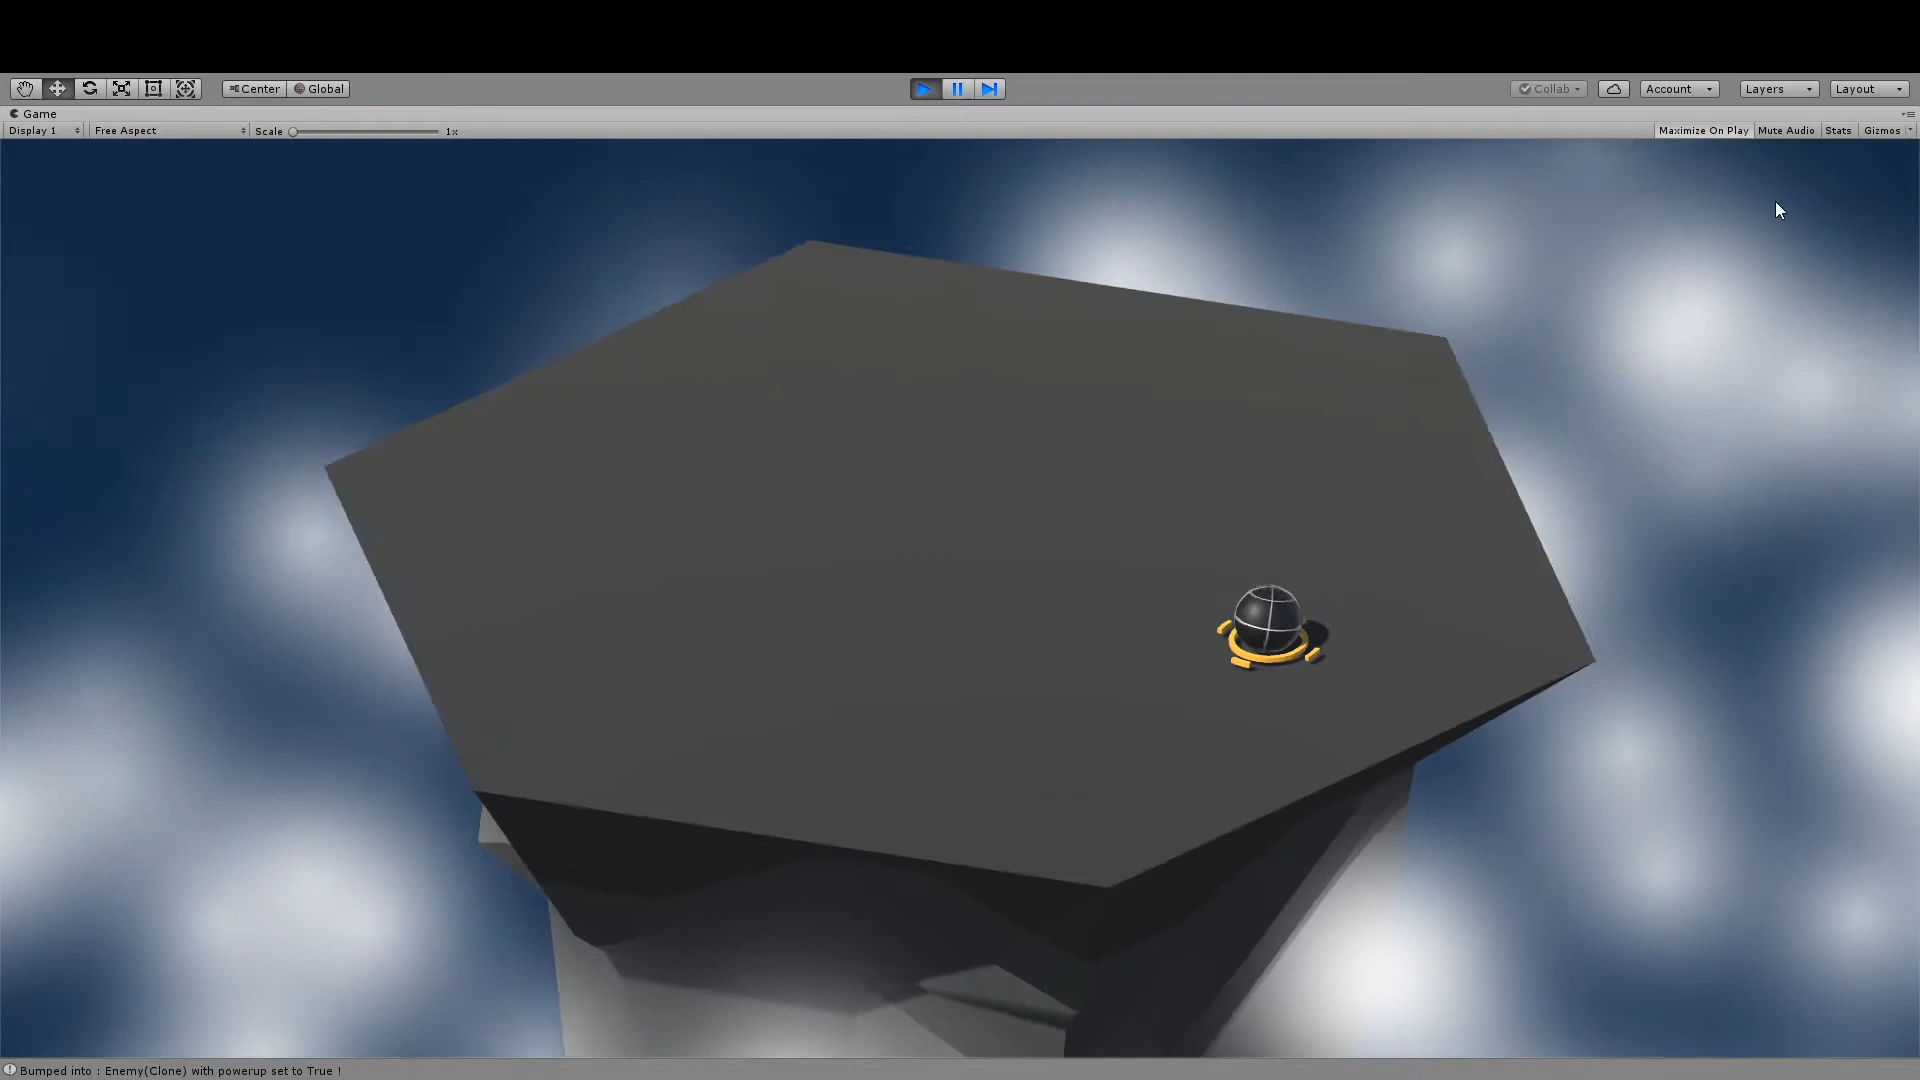 Center Global Collab Account Layers Layout
Game
Display 1 Free Aspect Scale 1x Maximize On Play Mute Audio Stats Gizmos
Bumped into : Enemy(Clone) with powerup set to True !